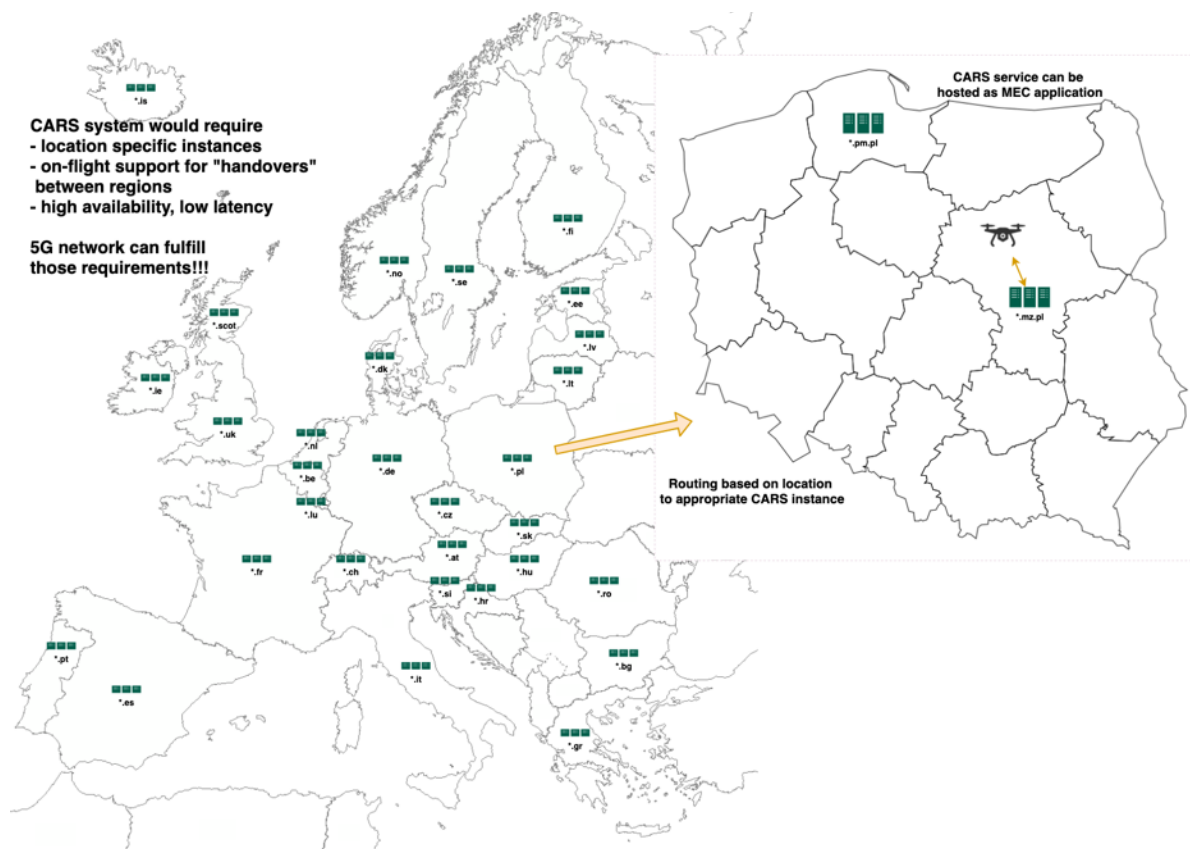 *.is
CARS system would require
- location specific instances
- on-flight support for "handovers"
between regions
- high availability, low latency
5G network can fulfill
those requirements!!!
CARS service can be
hosted as MEC application
*.pm.pl
*.mz.pl
Routing based on location
to appropriate CARS instance
*.fi
*.no
*.se
*.ee
*.scot
*.lv
*.dk
*.lt
*.ie
*.uk
*.nl
*.de
*.pl
*.be
*.lu
*.cz
*.sk
*.at
*.fr
*.ch
*.hu
*.si
*.hr
*.ro
*.pt
*.bg
*.it
*.es
*.gr